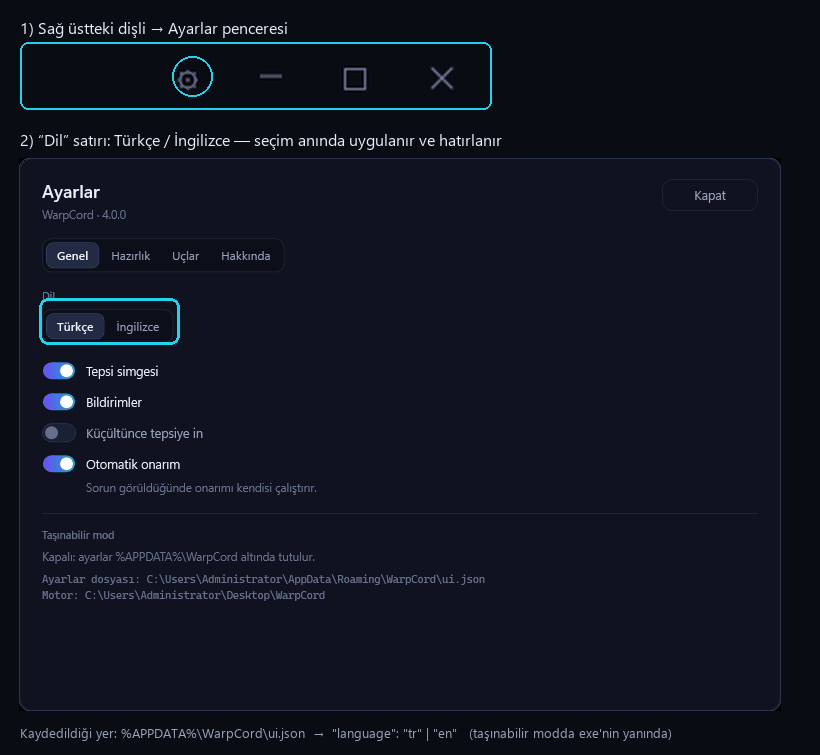 1) Sağ üstteki dişli → Ayarlar penceresi
2) “Dil” satırı: Türkçe / İngilizce — seçim anında uygulanır ve hatırlanır
Ayarlar
WarpCord · 4.0.0
Kapat
Genel Hazırlık Uçlar Hakkında
Dil
Türkçe İngilizce
Tepsi simgesi
Bildirimler
Küçültünce tepsiye in
Otomatik onarım
Sorun görüldüğünde onarımı kendisi çalıştırır.
Taşınabilir mod
Kapalı: ayarlar %APPDATA%\WarpCord altında tutulur.
Ayarlar dosyası: C:\Users\Administrator\AppData\Roaming\WarpCord\ui.json
Motor: C:\Users\Administrator\Desktop\WarpCord
Kaydedildiği yer: %APPDATA%\WarpCord\ui.json → "language": "tr" | "en" (taşınabilir modda exe'nin yanında)